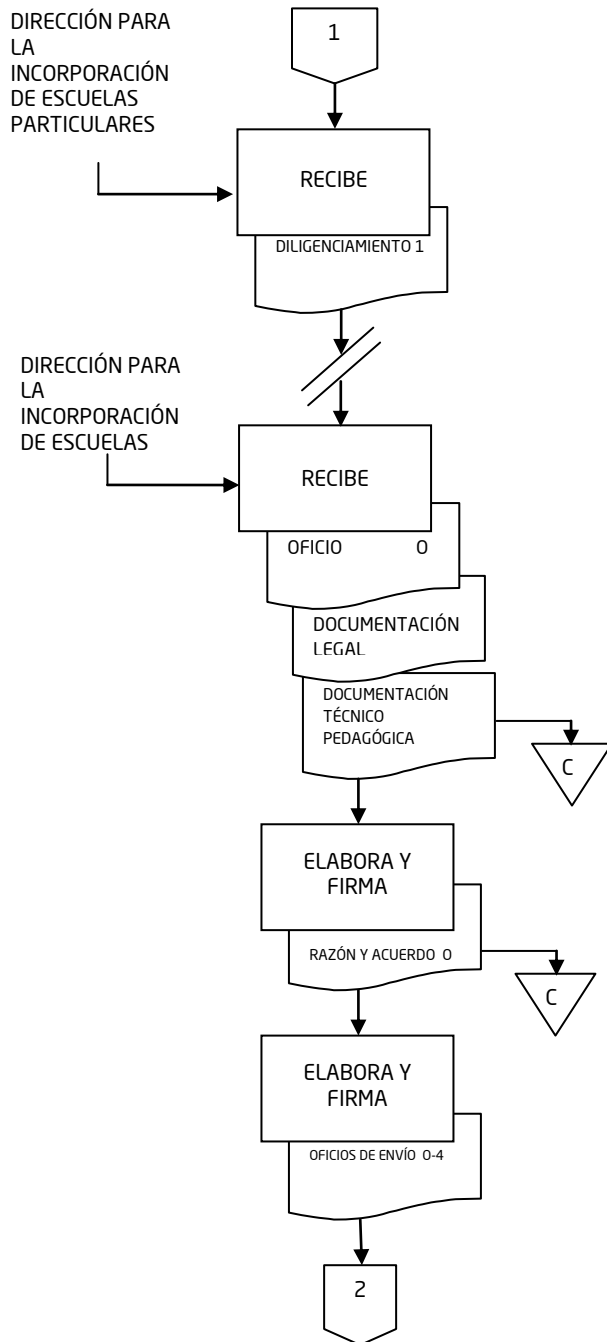 DIRECCIÓN PARA
LA
INCORPORACIÓN
DE ESCUELAS
PARTICULARES
1
RECIBE
DILIGENCIAMIENTO 1
DIRECCIÓN PARA
LA
INCORPORACIÓN
DE ESCUELAS
RECIBE
OFICIO O
DOCUMENTACIÓN
LEGAL
DOCUMENTACIÓN
TÉCNICO
PEDAGÓGICA
C
ELABORA Y
FIRMA
RAZÓN Y ACUERDO O
C
ELABORA Y
FIRMA
OFICIOS DE ENVÍO O-4
2